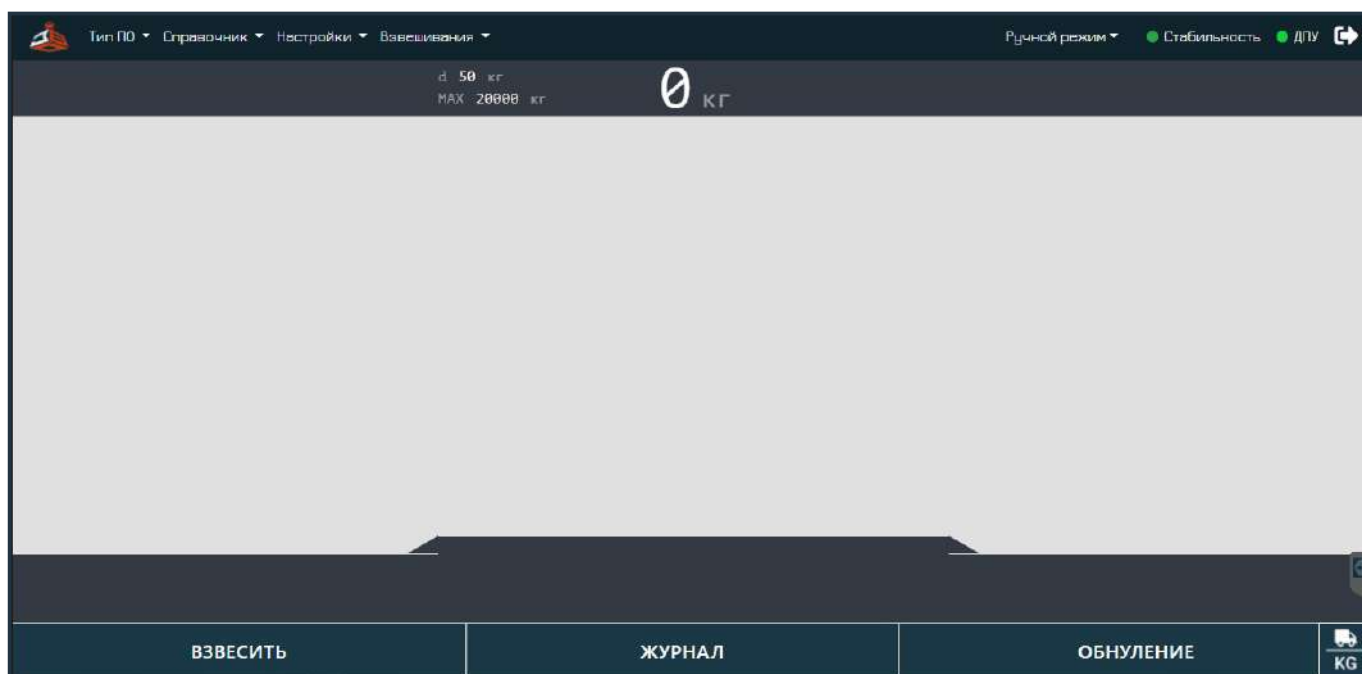 Тип ПО Справочник Настройки Взвешивания Ручной режим Стабильность ДПУ
d 50 кг
MAX 20000 кг
0 кг
ВЗВЕСИТЬ ЖУРНАЛ ОБНУЛЕНИЕ
KG